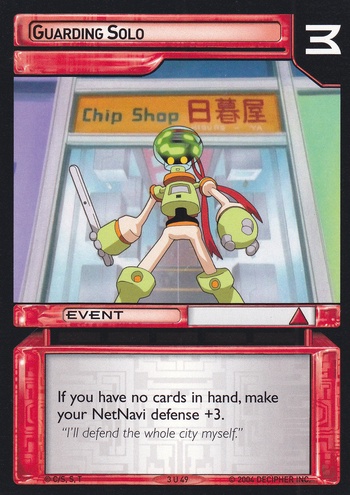 GUARDING SOLO
3
Chip Shop 日暮屋
EVENT
If you have no cards in hand, make
your NetNavi defense +3.
"I'll defend the whole city myself."
© C/S, S, T 3 U 49 © 2004 DECIPHER INC.